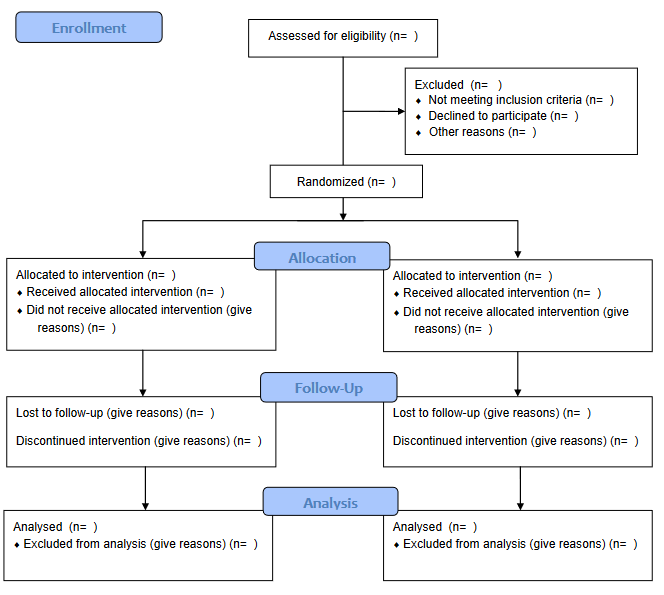 Enrollment
Assessed for eligibility (n=  )
Excluded  (n=  )
♦ Not meeting inclusion criteria (n=  )
♦ Declined to participate (n=  )
♦ Other reasons (n=  )
Randomized (n=  )
Allocation
Allocated to intervention (n=  )
♦ Received allocated intervention (n=  )
♦ Did not receive allocated intervention (give
reasons) (n=  )
Allocated to intervention (n=  )
♦ Received allocated intervention (n=  )
♦ Did not receive allocated intervention (give
reasons) (n=  )
Follow-Up
Lost to follow-up (give reasons) (n=  )
Discontinued intervention (give reasons) (n=  )
Lost to follow-up (give reasons) (n=  )
Discontinued intervention (give reasons) (n=  )
Analysis
Analysed  (n=  )
♦ Excluded from analysis (give reasons) (n=  )
Analysed  (n=  )
♦ Excluded from analysis (give reasons) (n=  )